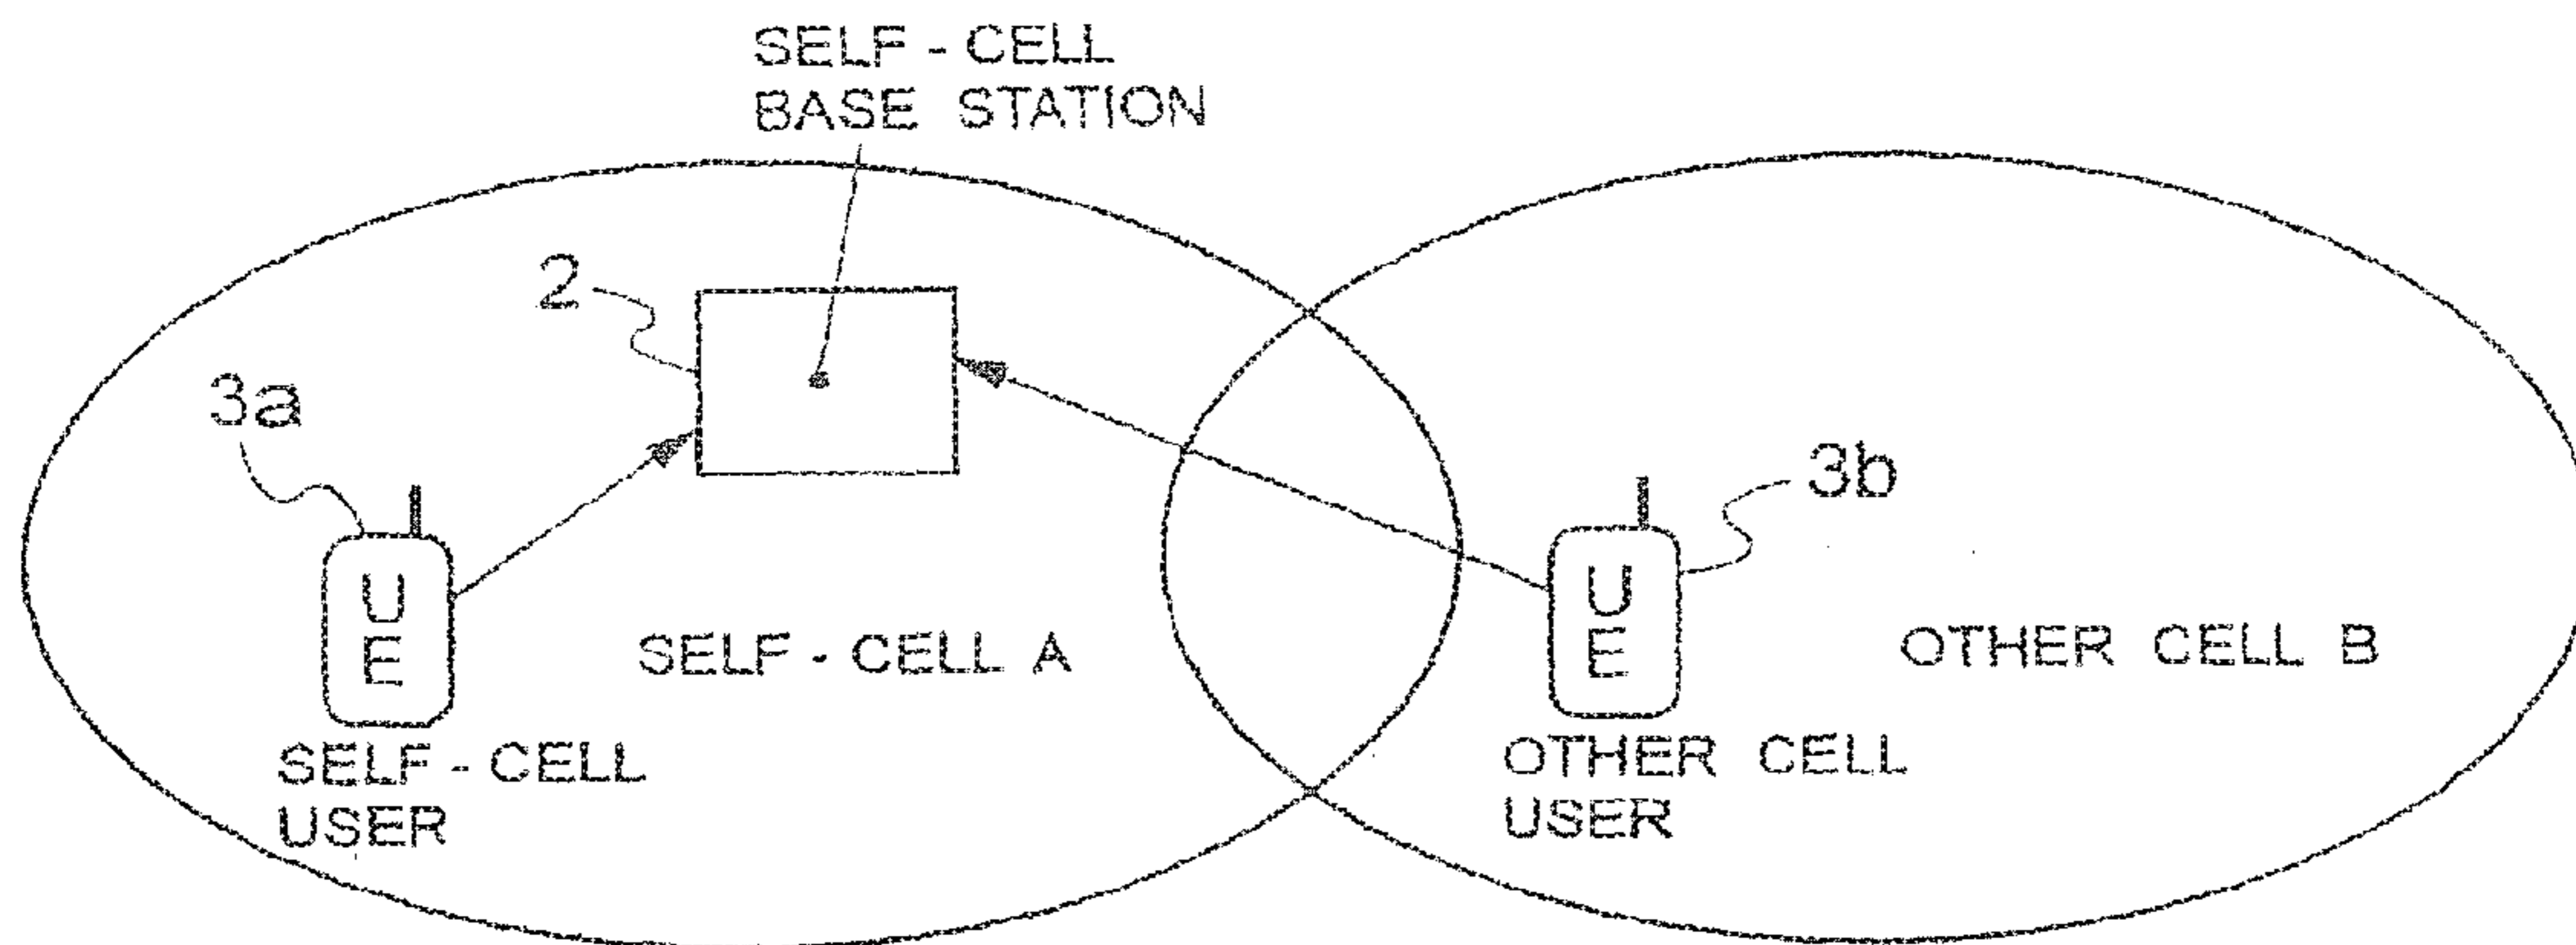 SELF - CELL
BASE STATION
2
3a
3b
U
E
U
E
SELF - CELL A
OTHER CELL B
SELF - CELL
USER
OTHER CELL
USER